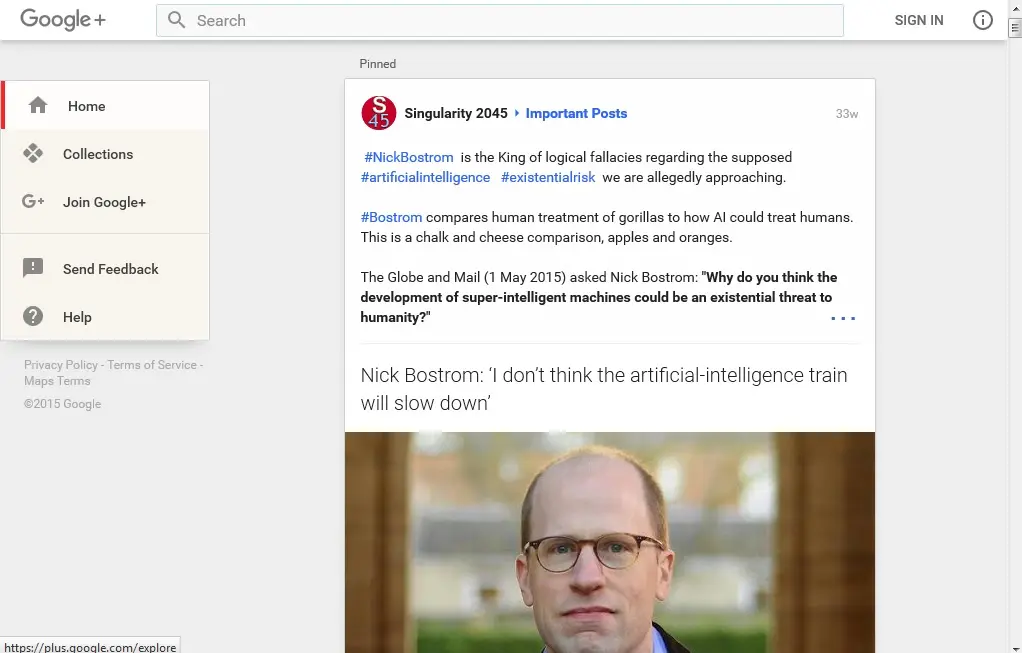 Google+
Search
SIGN IN
Pinned
Home
Collections
G+ Join Google+
Send Feedback
Help
Privacy Policy - Terms of Service -
Maps Terms
©2015 Google
S
45
Singularity 2045 Important Posts
33w
#NickBostrom is the King of logical fallacies regarding the supposed
#artificialintelligence #existentialrisk we are allegedly approaching.
#Bostrom compares human treatment of gorillas to how AI could treat humans.
This is a chalk and cheese comparison, apples and oranges.
The Globe and Mail (1 May 2015) asked Nick Bostrom: "Why do you think the
development of super-intelligent machines could be an existential threat to
humanity?"
Nick Bostrom: ‘I don’t think the artificial-intelligence train
will slow down’
https://plus.google.com/explore